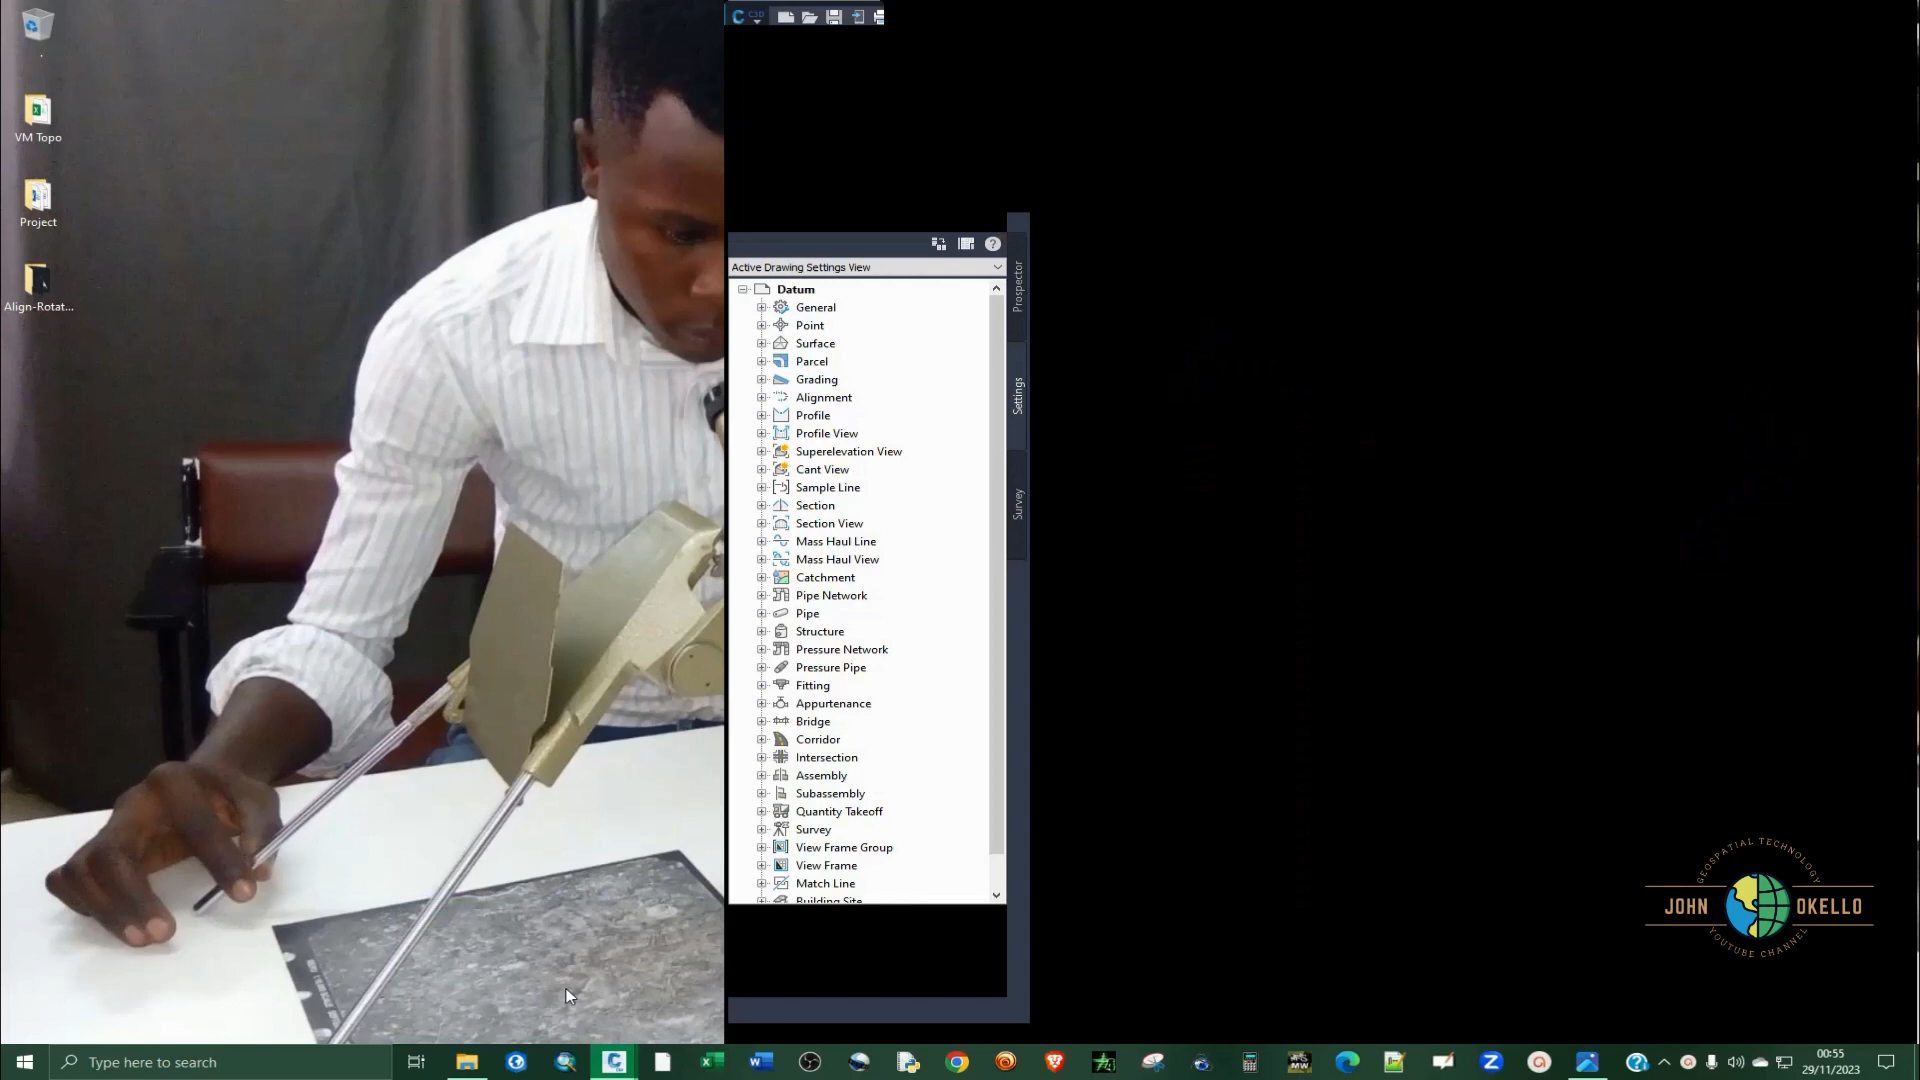 C3D
VM Topo
Project
Align-Rotat...
Active Drawing Settings View
Datum
General
Point
Surface
Parcel
Grading
Alignment
Profile
Profile View
Superelevation View
Cant View
Sample Line
Section
Section View
Mass Haul Line
Mass Haul View
Catchment
Pipe Network
Pipe
Structure
Pressure Network
Pressure Pipe
Fitting
Appurtenance
Bridge
Corridor
Intersection
Assembly
Subassembly
Quantity Takeoff
Survey
View Frame Group
View Frame
Match Line
Building Site
Prospector
Settings
Survey
GEOSPATIAL TECHNOLOGY
JOHN OKELLO
YOUTUBE CHANNEL
Type here to search
00:55
29/11/2023